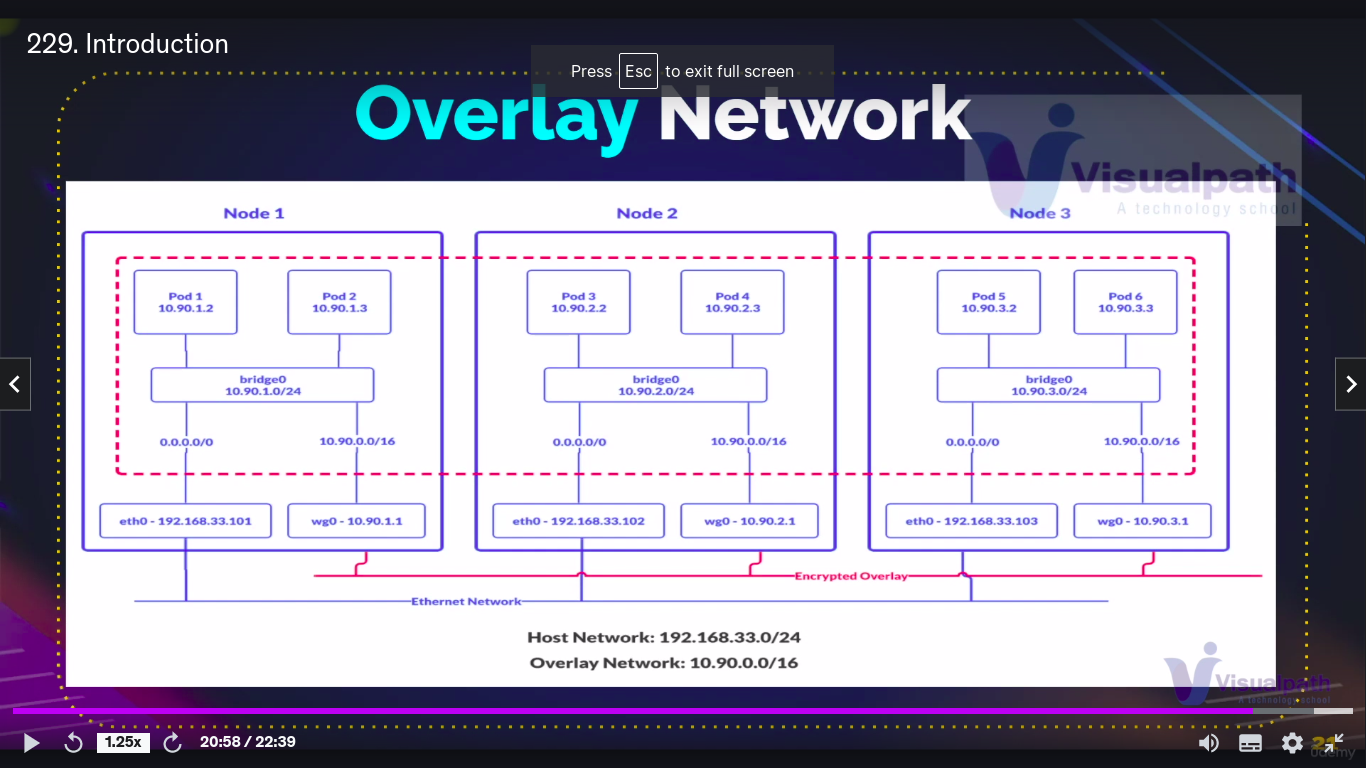 229. Introduction
Press Esc to exit full screen
Overlay Network
Visualpath
A technology school
Node 1
Node 2
Node 3
Pod 1
10.90.1.2
Pod 2
10.90.1.3
Pod 3
10.90.2.2
Pod 4
10.90.2.3
Pod 5
10.90.3.2
Pod 6
10.90.3.3
bridge0
10.90.1.0/24
bridge0
10.90.2.0/24
bridge0
10.90.3.0/24
0.0.0.0/0
10.90.0.0/16
0.0.0.0/0
10.90.0.0/16
0.0.0.0/0
10.90.0.0/16
eth0 - 192.168.33.101
wg0 - 10.90.1.1
eth0 - 192.168.33.102
wg0 - 10.90.2.1
eth0 - 192.168.33.103
wg0 - 10.90.3.1
Encrypted Overlay
Ethernet Network
Host Network: 192.168.33.0/24
Overlay Network: 10.90.0.0/16
Visualpath
A technology school
1.25x
20:58 / 22:39
udemy